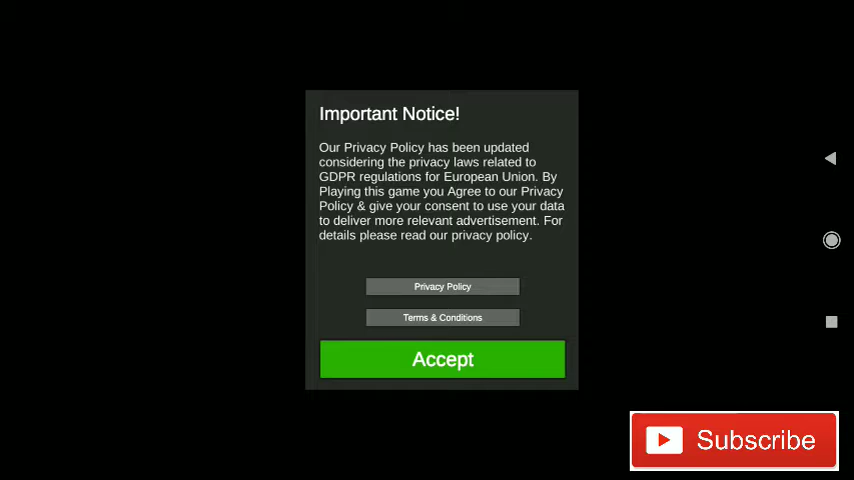 Important Notice!
Our Privacy Policy has been updated
considering the privacy laws related to
GDPR regulations for European Union. By
Playing this game you Agree to our Privacy
Policy & give your consent to use your data
to deliver more relevant advertisement. For
details please read our privacy policy.
Privacy Policy
Terms & Conditions
Accept
Subscribe